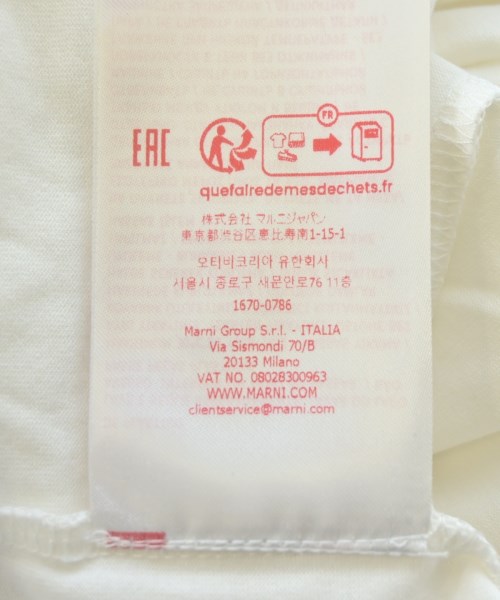 EAC
FR
quefairedemesdechets.fr
株式会社 マルニジャパン
東京都渋谷区恵比寿南1-15-1
모티비코리아 유한회사
서울시 종로구 새문안로76 11층
1670-0786
Marni Group S.r.l. - ITALIA
Via Sismondi 70/B
20133 Milano
VAT NO. 08028300963
WWW.MARNI.COM
clientservice@marni.com